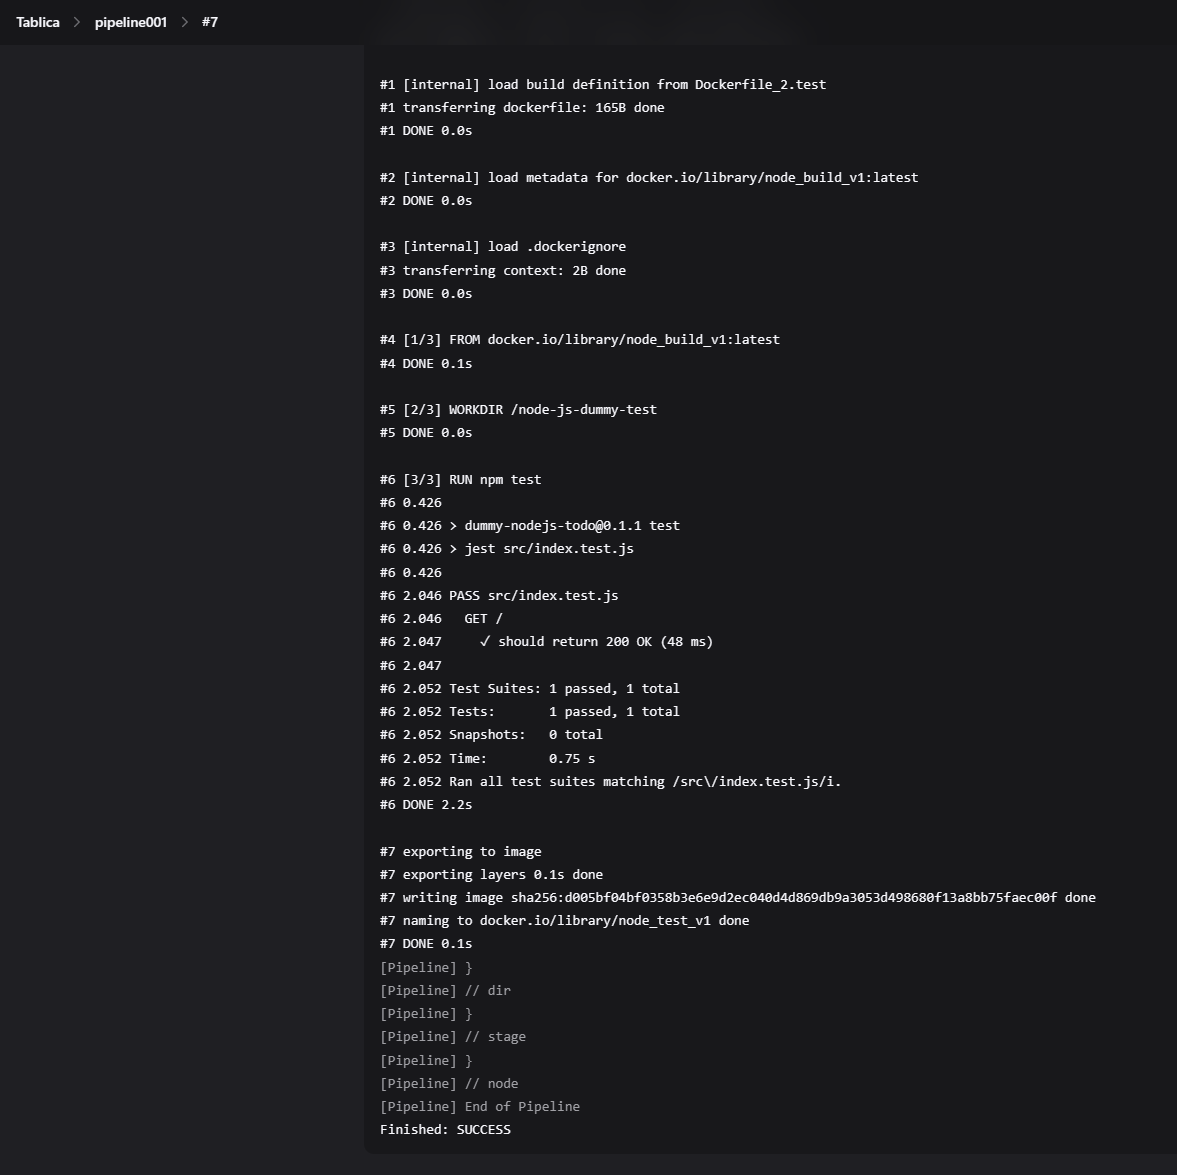 Tablica > pipeline001 > #7
#1 [internal] load build definition from Dockerfile_2.test
#1 transferring dockerfile: 165B done
#1 DONE 0.0s
#2 [internal] load metadata for docker.io/library/node_build_v1:latest
#2 DONE 0.0s
#3 [internal] load .dockerignore
#3 transferring context: 2B done
#3 DONE 0.0s
#4 [1/3] FROM docker.io/library/node_build_v1:latest
#4 DONE 0.1s
#5 [2/3] WORKDIR /node-js-dummy-test
#5 DONE 0.0s
#6 [3/3] RUN npm test
#6 0.426
#6 0.426 > dummy-nodejs-todo@0.1.1 test
#6 0.426 > jest src/index.test.js
#6 0.426
#6 2.046 PASS src/index.test.js
#6 2.046   GET /
#6 2.047     ✓ should return 200 OK (48 ms)
#6 2.047
#6 2.052 Test Suites: 1 passed, 1 total
#6 2.052 Tests:       1 passed, 1 total
#6 2.052 Snapshots:   0 total
#6 2.052 Time:        0.75 s
#6 2.052 Ran all test suites matching /src\/index.test.js/i.
#6 DONE 2.2s
#7 exporting to image
#7 exporting layers 0.1s done
#7 writing image sha256:d005bf04bf0358b3e6e9d2ec040d4d869db9a3053d498680f13a8bb75faec00f done
#7 naming to docker.io/library/node_test_v1 done
#7 DONE 0.1s
[Pipeline] }
[Pipeline] // dir
[Pipeline] }
[Pipeline] // stage
[Pipeline] }
[Pipeline] // node
[Pipeline] End of Pipeline
Finished: SUCCESS